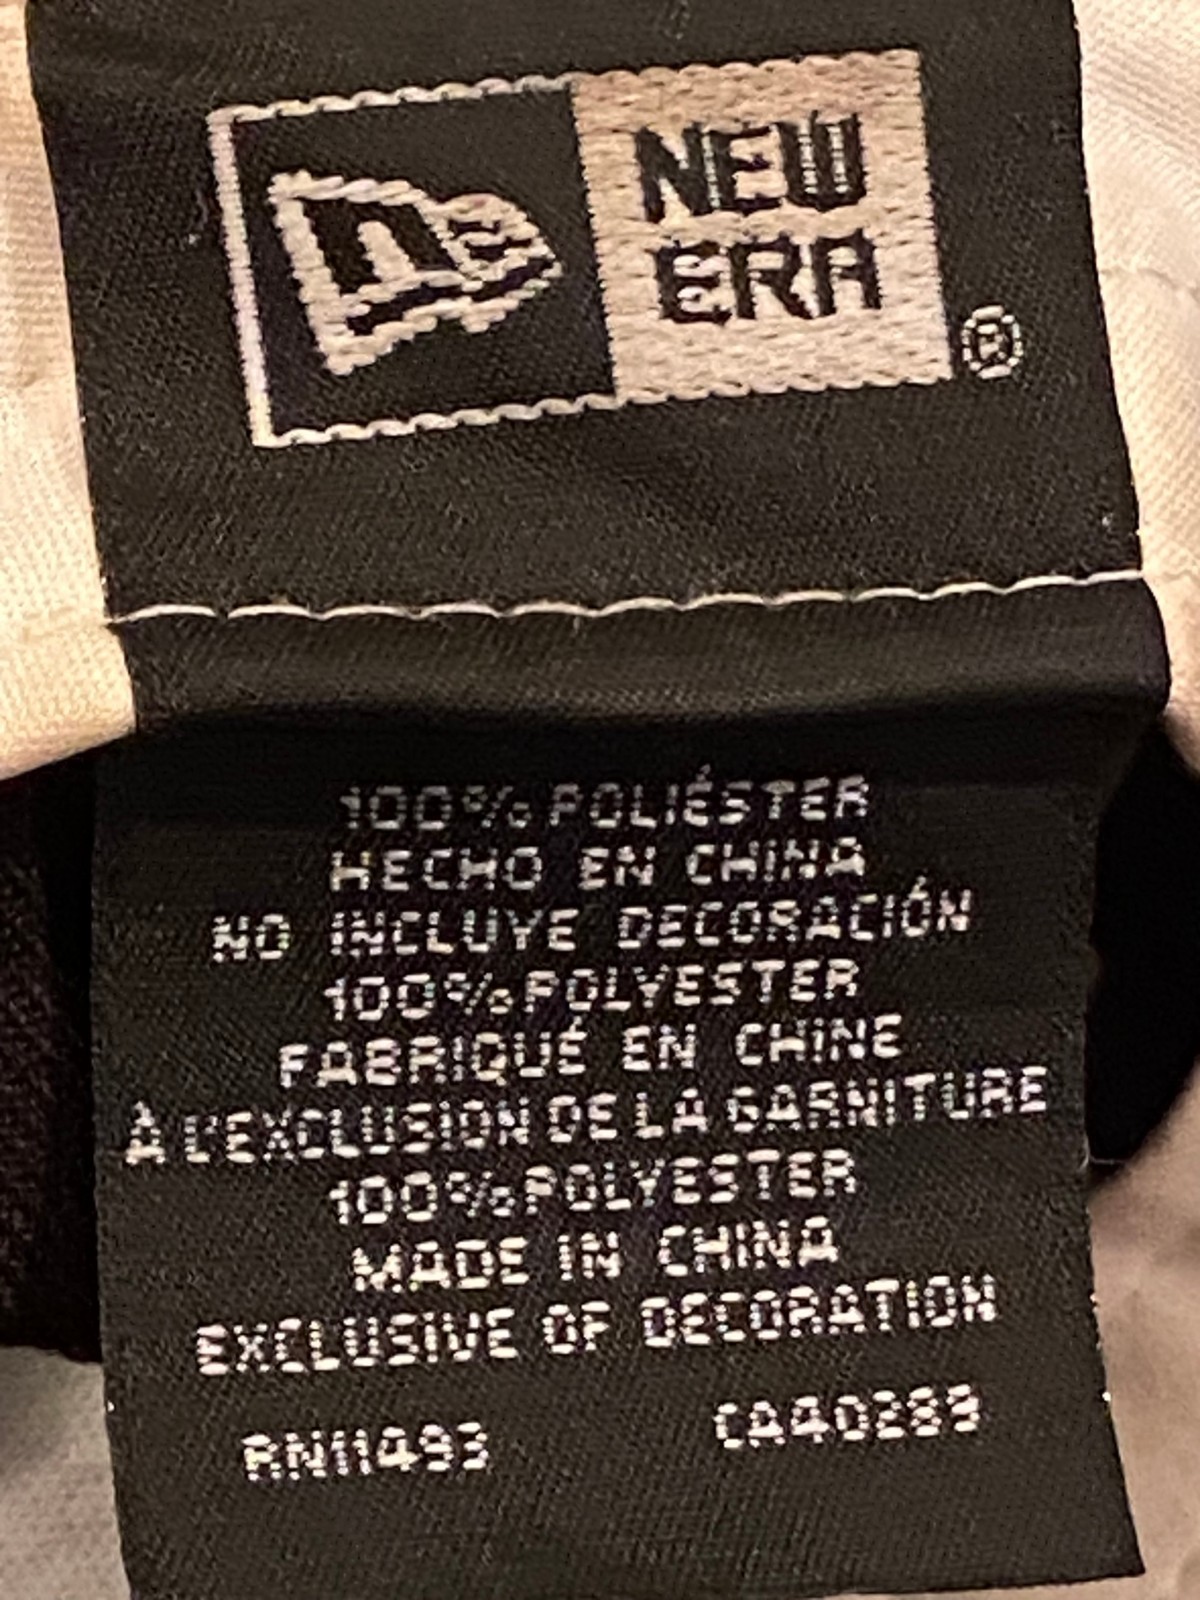 NEW
ERA
®
100% POLIÉSTER
HECHO EN CHINA
NO INCLUYE DECORACIÓN
100% POLYESTER
FABRIQUÉ EN CHINE
À L'EXCLUSION DE LA GARNITURE
100% POLYESTER
MADE IN CHINA
EXCLUSIVE OF DECORATION
RN11493 CA40289